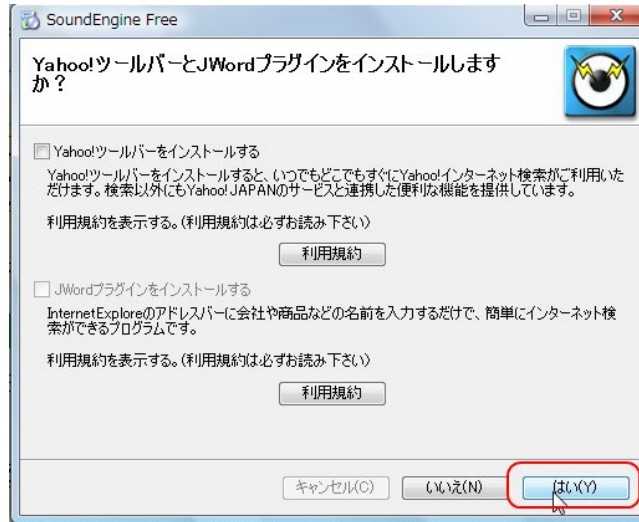 SoundEngine Free
Yahoo!ツールバーとJWordプラグインをインストールします
か？
Yahoo!ツールバーをインストールする
Yahoo!ツールバーをインストールすると、いつでもどこでもすぐにYahoo!インターネット検索がご利用いた
だけます。検索以外にもYahoo! JAPANのサービスと連携した便利な機能を提供しています。
利用規約を表示する。(利用規約は必ずお読み下さい)
利用規約
JWordプラグインをインストールする
InternetExploreのアドレスバーに会社や商品などの名前を入力するだけで、簡単にインターネット検
索ができるプログラムです。
利用規約を表示する。(利用規約は必ずお読み下さい)
利用規約
キャンセル(C) いいえ(N) はい(Y)